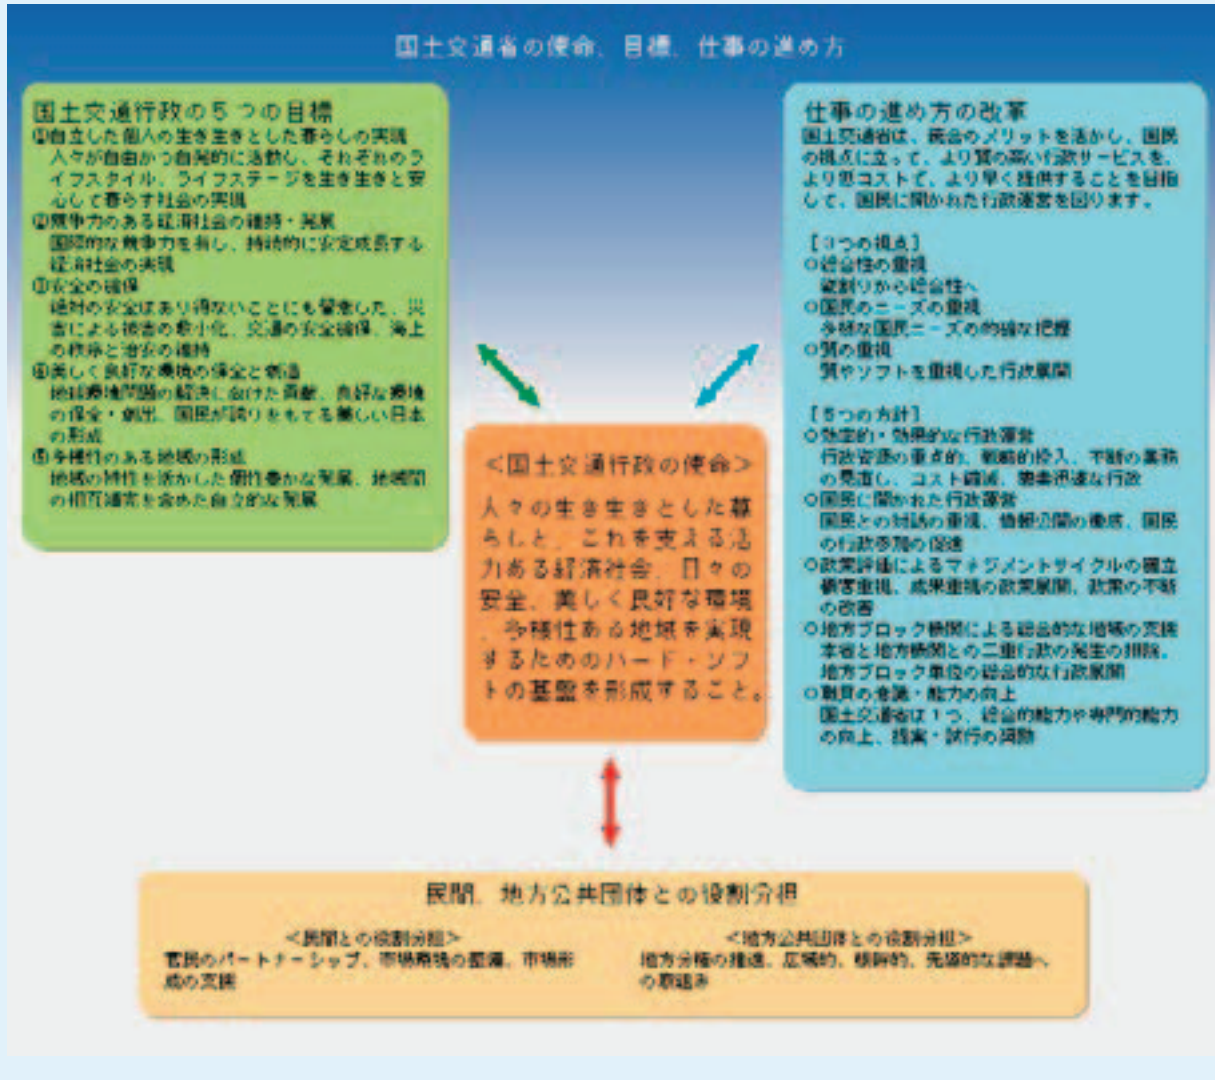 国土交通省の使命、目標、仕事の進め方
国土交通行政の5つの目標
①自立した個人の生き生きとした暮らしの実現
人々が自由かつ自発的に活動し、それぞれのラ
イフスタイル、ライフステージを生き生きと安
心して暮らす社会の実現
②競争力のある経済社会の維持・発展
国際的な競争力を有し、持続的に安定成長する
経済社会の実現
③安全の確保
絶対の安全はあり得ないことにも留意した、災
害による被害の最小化、交通の安全確保、海上
の秩序と治安の維持
④美しく良好な環境の保全と創造
地球環境問題の解決に向けた貢献、良好な環境
の保全・創出、国民が誇りをもてる美しい日本
の形成
⑤多様性のある地域の形成
地域の特性を活かした個性豊かな発展、地域間
の相互補完を含めた自立的な発展
仕事の進め方の改革
国土交通省は、統合のメリットを活かし、国民
の視点に立って、より質の高い行政サービスを、
より低コストで、より早く提供することを目指
して、国民に開かれた行政運営を図ります。
[3つの視点]
○総合性の重視
縦割りから総合性へ
○国民のニーズの重視
多様な国民ニーズの的確な把握
○質の重視
質やソフトを重視した行政展開
[5つの方針]
○効率的・効果的な行政運営
行政資源の重点的、戦略的投入、不断の業務
の見直し、コスト縮減、簡素迅速な行政
○国民に開かれた行政運営
国民との対話の重視、情報公開の徹底、国民
の行政参加の促進
○政策評価によるマネジメントサイクルの確立
顧客重視、成果重視の政策展開、政策の不断
の改善
○地方ブロック機関による総合的な地域の支援
本省と地方機関との二重行政の発生の排除、
地方ブロック単位の総合的な行政展開
○職員の意識・能力の向上
国土交通省は1つ、総合的能力や専門的能力
の向上、提案・試行の奨励
<国土交通行政の使命>
人々の生き生きとした暮
らしと、これを支える活
力ある経済社会、日々の
安全、美しく良好な環境
、多様性ある地域を実現
するためのハード・ソフ
トの基盤を形成すること。
民間、地方公共団体との役割分担
<民間との役割分担>
官民のパートナーシップ、市場環境の整備、市場形
成の支援
<地方公共団体との役割分担>
地方分権の推進、広域的、横断的、先導的な課題へ
の取組み